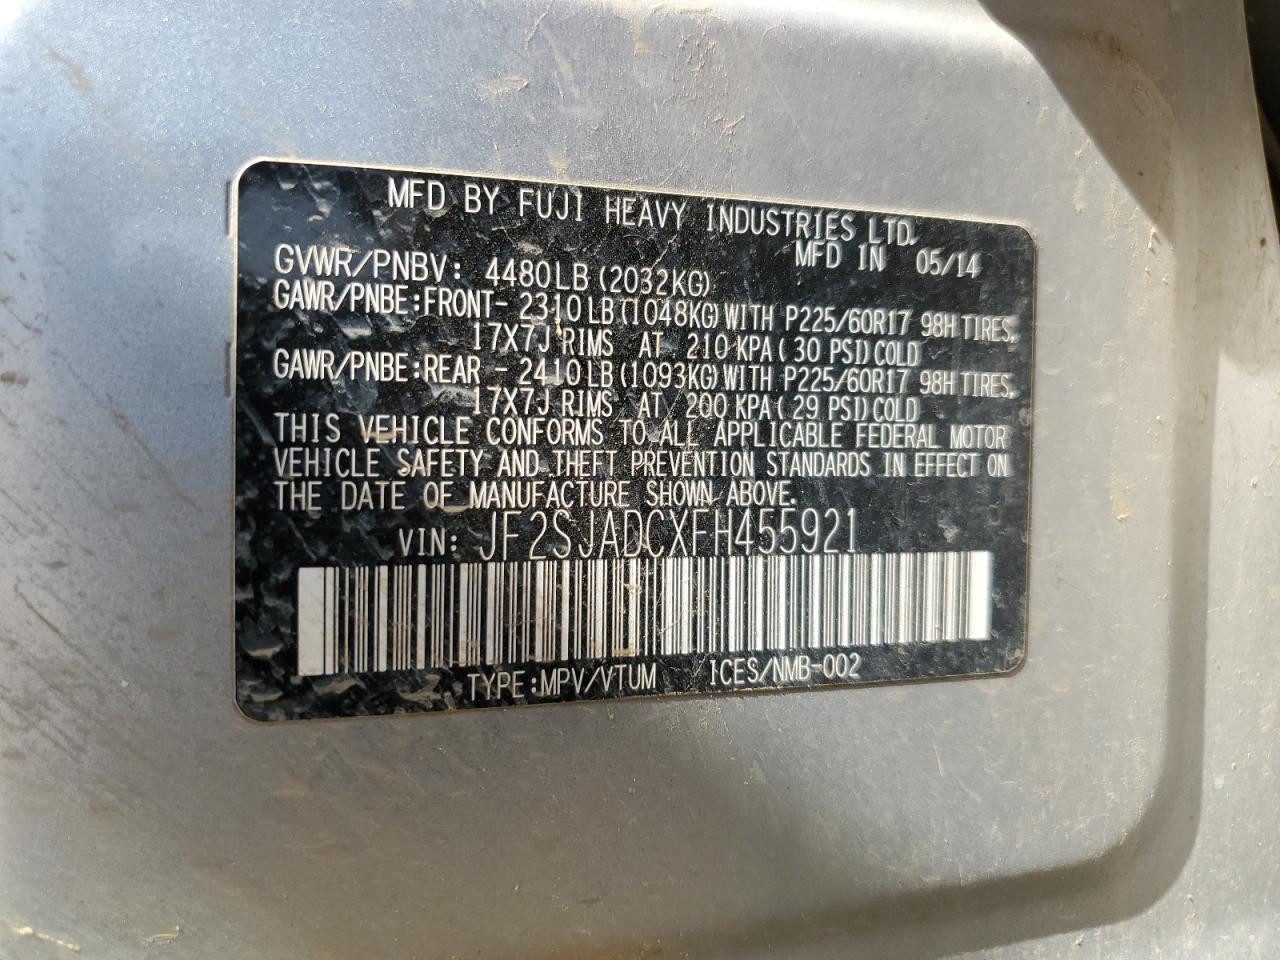 MFD BY FUJI HEAVY INDUSTRIES LTD.
MFD IN 05/14
GVWR/PNBV: 4480LB (2032KG)
GAWR/PNBE:FRONT- 2310LB(1048KG)WITH P225/60R17 98H TIRES,
17X7J RIMS AT 210 KPA(30 PSI)COLD
GAWR/PNBE:REAR - 2410LB(1093KG)WITH P225/60R17 98H TIRES,
17X7J RIMS AT 200 KPA(29 PSI)COLD
THIS VEHICLE CONFORMS TO ALL APPLICABLE FEDERAL MOTOR
VEHICLE SAFETY AND THEFT PREVENTION STANDARDS IN EFFECT ON
THE DATE OF MANUFACTURE SHOWN ABOVE.
VIN: JF2SJADCXFH455921
TYPE:MPV/VTUM ICES/NMB-002